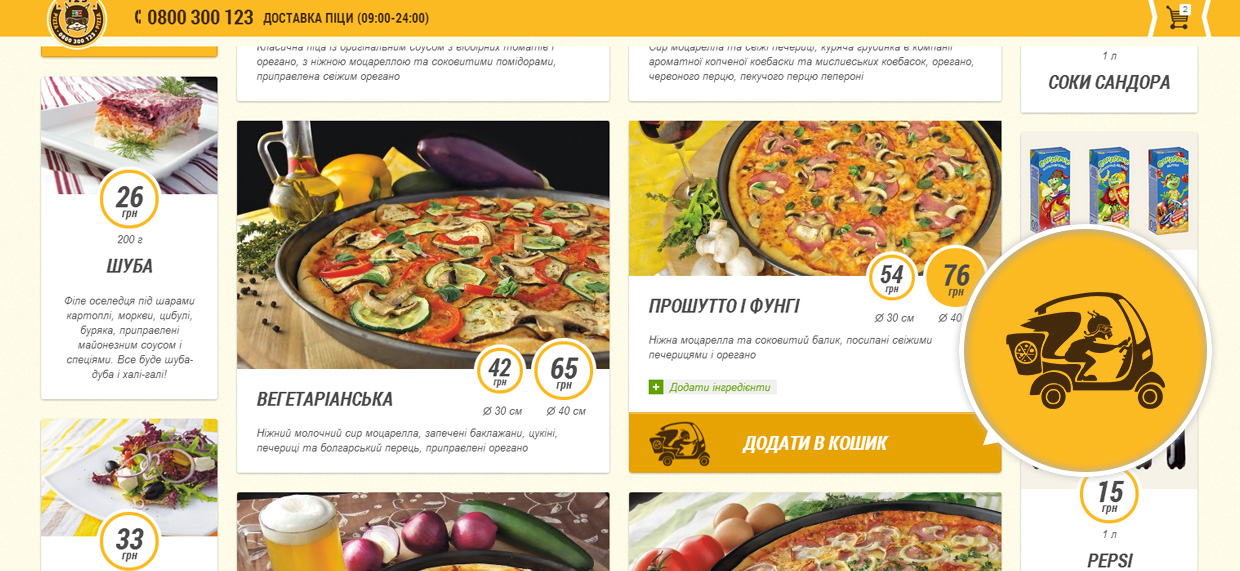 0800 300 123 ДОСТАВКА ПІЦИ (09:00-24:00)
2
0800 300 123
26
грн
200 г
ШУБА
Філе оселедця під шарами
картоплі, моркви, цибулі,
буряка, приправлені
майонезним соусом і
спеціями. Все буде шуба-
дуба і халі-галі!
33
грн
Класична піца із оригінальним соусом з відбірних томатів і
орегано, з ніжною моцареллою та соковитими помідорами,
приправлена свіжим орегано
42
грн
65
грн
Ø 30 см
Ø 40 см
ВЕГЕТАРІАНСЬКА
Ніжний молочний сир моцарелла, запечені баклажани, цукіні,
печериці та болгарський перець, приправлені орегано
Сир моцарелла та свіжі печериці, куряча грудинка в компанії
ароматної копченої ковбаски та мисливських ковбасок, орегано,
червоного перцю, пекучого перцю пепероні
54
грн
76
грн
Ø 30 см
Ø 40
ПРОШУТТО І ФУНГІ
Ніжна моцарелла та соковитий балик, посипані свіжими
печерицями і орегано
+ Додати інгредієнти
ДОДАТИ В КОШИК
1 л
СОКИ САНДОРА
15
грн
1 л
PEPSI